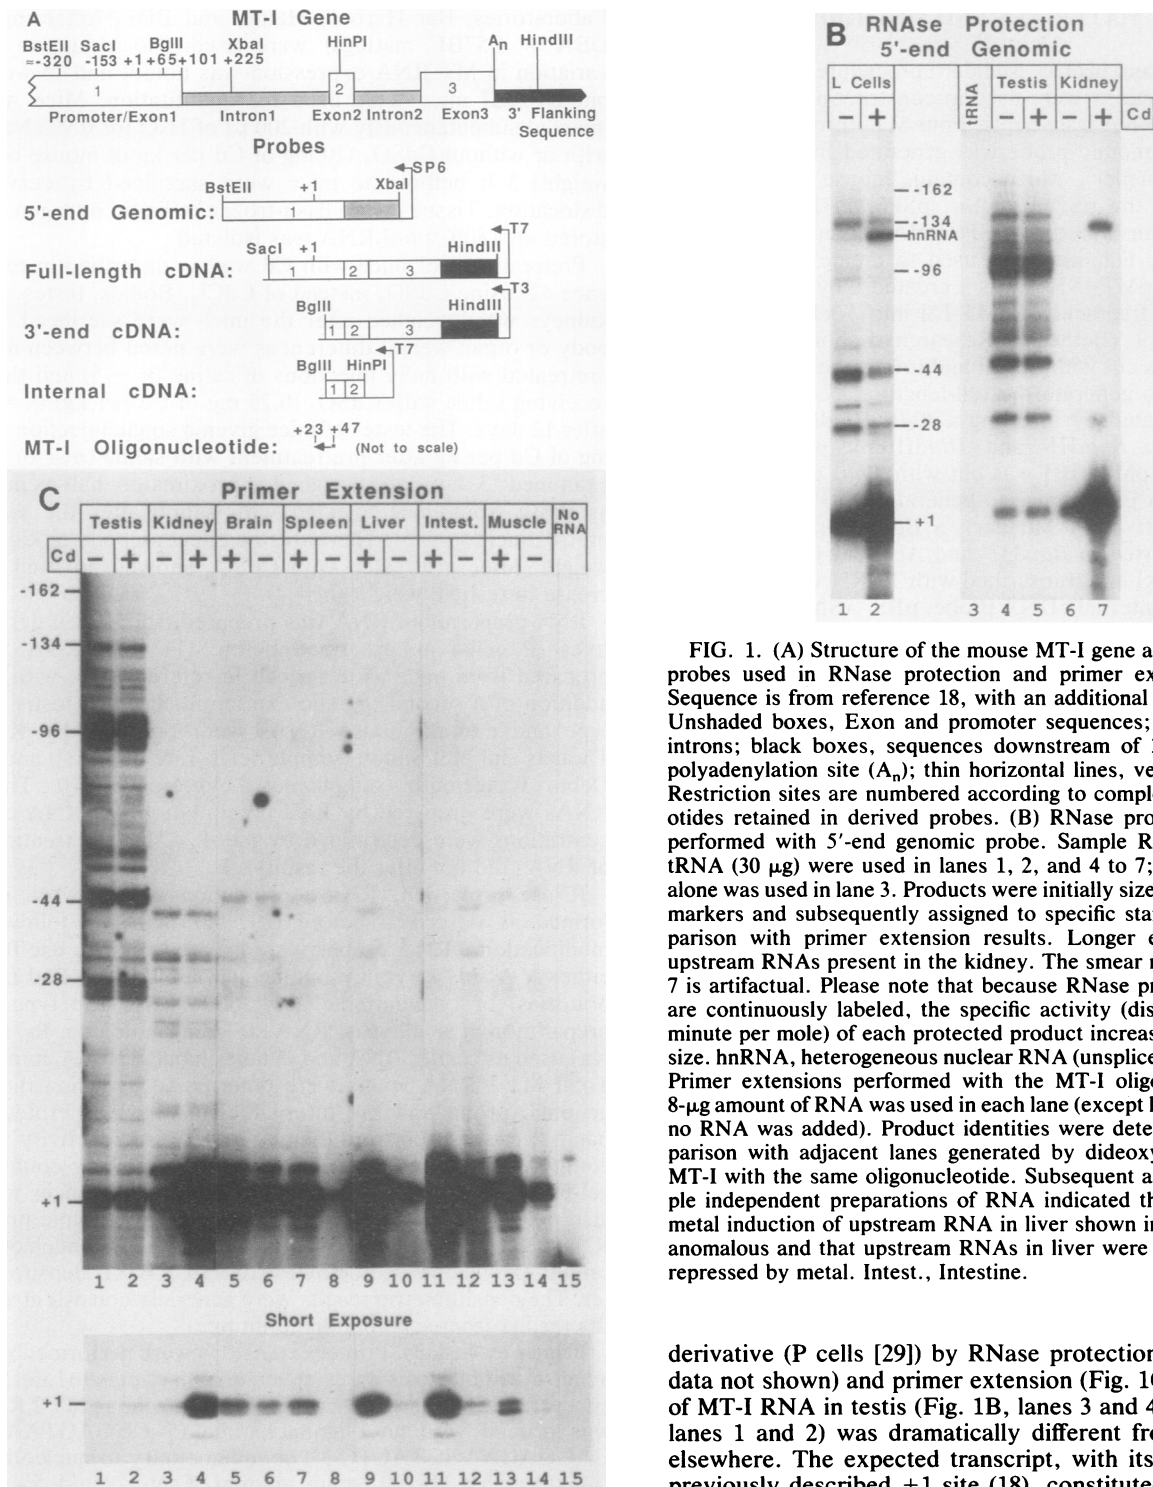 A
MT-I Gene
BstEII SacI BglII XbaI HinPI An HindIII
≈-320 -153 +1 +65 +101 +225
1 2 3
Promoter/Exon1 Intron1 Exon2 Intron2 Exon3 3' Flanking
Sequence
Probes
SP6
BstEII +1 XbaI
5'-end Genomic: 1
T7
SacI +1 HindIII
Full-length cDNA: 1 2 3
T3
BglII HindIII
3'-end cDNA: 1 2 3
T7
BglII HinPI
Internal cDNA: 1 2
+23 +47
MT-I Oligonucleotide: (Not to scale)
B RNAse Protection
5'-end Genomic
L Cells tRNA Testis Kidney
− + − + − + Cd
-162
-134
hnRNA
-96
-44
-28
+1
1 2 3 4 5 6 7
C
Primer Extension
Testis Kidney Brain Spleen Liver Intest. Muscle No
RNA
Cd − + − + + − + − + − + − + −
-162
-134
-96
-44
-28
+1
1 2 3 4 5 6 7 8 9 10 11 12 13 14 15
Short Exposure
+1
1 2 3 4 5 6 7 8 9 10 11 12 13 14 15
FIG. 1. (A) Structure of the mouse MT-I gene a
probes used in RNase protection and primer ex
Sequence is from reference 18, with an additional
Unshaded boxes, Exon and promoter sequences;
introns; black boxes, sequences downstream of
polyadenylation site (An); thin horizontal lines, ve
Restriction sites are numbered according to comple
otides retained in derived probes. (B) RNase pro
performed with 5'-end genomic probe. Sample R
tRNA (30 μg) were used in lanes 1, 2, and 4 to 7;
alone was used in lane 3. Products were initially size
markers and subsequently assigned to specific sta
parison with primer extension results. Longer e
upstream RNAs present in the kidney. The smear
7 is artifactual. Please note that because RNase pr
are continuously labeled, the specific activity (dis
minute per mole) of each protected product increas
size. hnRNA, heterogeneous nuclear RNA (unsplice
Primer extensions performed with the MT-I oligo
8-μg amount of RNA was used in each lane (except
no RNA was added). Product identities were dete
parison with adjacent lanes generated by dideoxy
MT-I with the same oligonucleotide. Subsequent a
ple independent preparations of RNA indicated th
metal induction of upstream RNA in liver shown in
anomalous and that upstream RNAs in liver were
repressed by metal. Intest., Intestine.
derivative (P cells [29]) by RNase protection
data not shown) and primer extension (Fig. 1C
of MT-I RNA in testis (Fig. 1B, lanes 3 and 4
lanes 1 and 2) was dramatically different fr
elsewhere. The expected transcript, with its
previously described +1 site (18), constitute